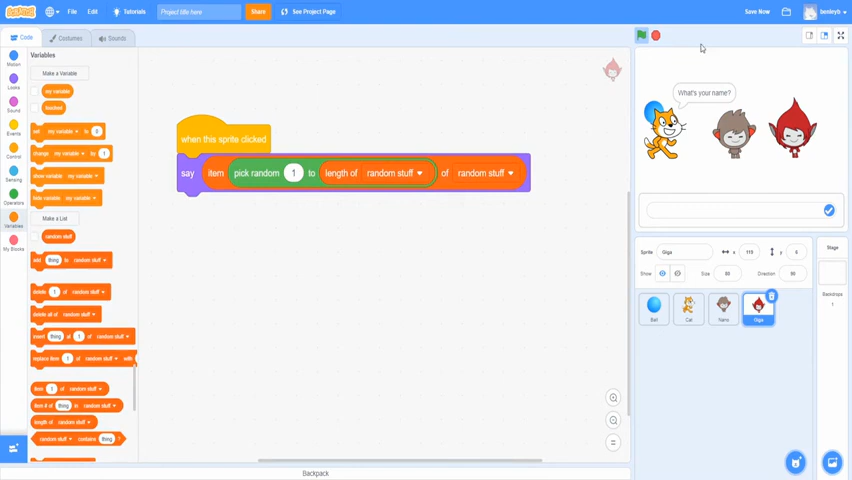 SCRATCH
File
Edit
Tutorials
Project title here
Share
See Project Page
Save Now
Code
Costumes
Sounds
Motion
Looks
Sound
Events
Control
Sensing
Operators
Variables
My Blocks
Variables
Make a Variable
my variable
set my variable to 0
change my variable by 1
show variable my variable
hide variable my variable
Make a List
random stuff
add thing to random stuff
delete 1 of random stuff
delete all of random stuff
insert thing at 1 of random stuff
replace item 1 of random stuff with
item 1 of random stuff
item # of thing in random stuff
length of random stuff
random stuff contains thing ?
when this sprite clicked
say item pick random 1 to length of random stuff of random stuff
What's your name?
Sprite Giga x 115 y 6
Show Size 80 Direction 90
Ball
Cat
Nano
Giga
Stage
Backdrops
1
Backpack